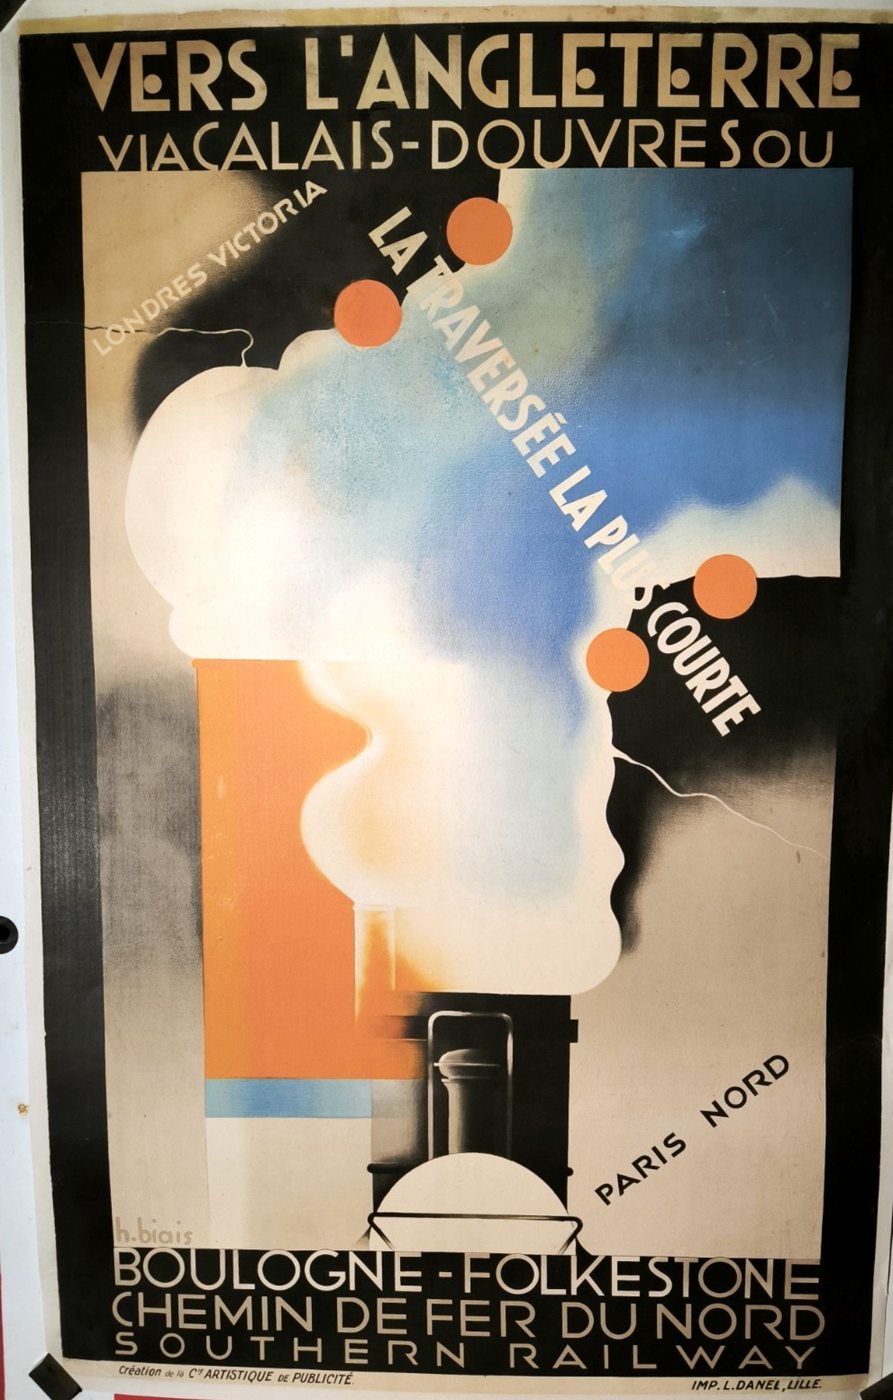 VERS L'ANGLETERRE
VIA CALAIS-DOUVRES OU
LONDRES VICTORIA
LA TRAVERSÉE LA PLUS COURTE
PARIS NORD
h.biais
BOULOGNE-FOLKESTONE
CHEMIN DE FER DU NORD
SOUTHERN RAILWAY
Création de la Cie ARTISTIQUE DE PUBLICITÉ.
IMP. L. DANEL, LILLE.